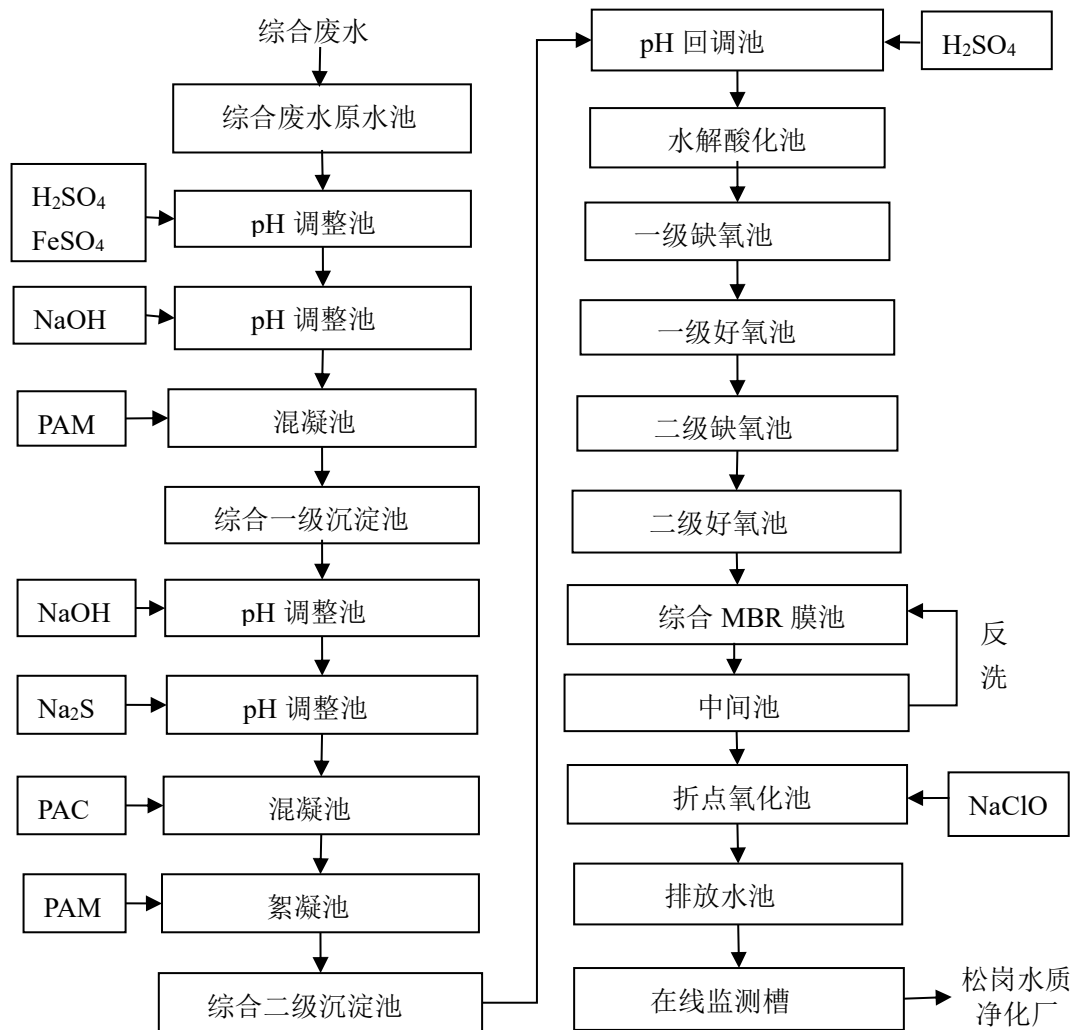 综合废水
综合废水原水池
H₂SO₄
FeSO₄
pH 调整池
NaOH
pH 调整池
PAM
混凝池
综合一级沉淀池
NaOH
pH 调整池
Na₂S
pH 调整池
PAC
混凝池
PAM
絮凝池
综合二级沉淀池
pH 回调池
H₂SO₄
水解酸化池
一级缺氧池
一级好氧池
二级缺氧池
二级好氧池
综合 MBR 膜池
反
洗
中间池
折点氧化池
NaClO
排放水池
在线监测槽
松岗水质
净化厂